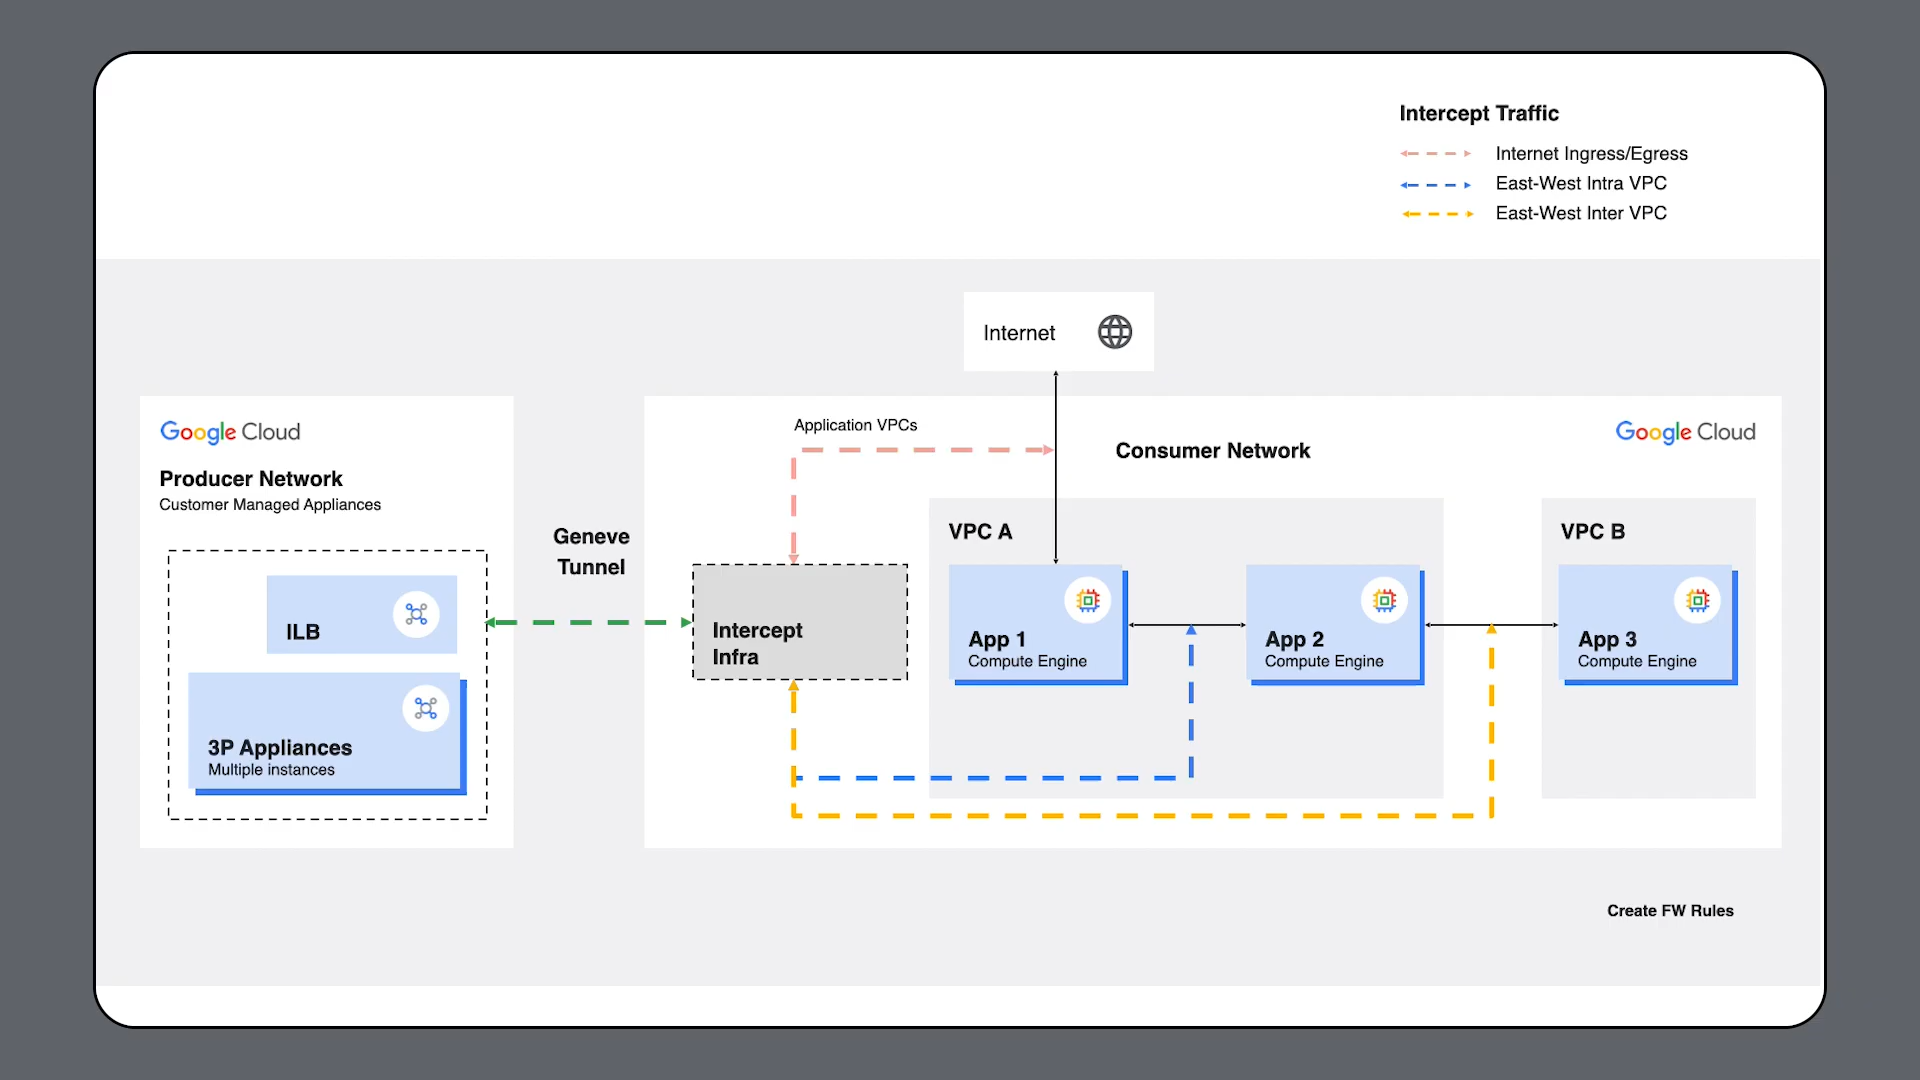 Intercept Traffic
Internet Ingress/Egress
East-West Intra VPC
East-West Inter VPC
Internet
Google Cloud
Producer Network
Customer Managed Appliances
ILB
3P Appliances
Multiple instances
Geneve
Tunnel
Application VPCs
Consumer Network
Google Cloud
Intercept
Infra
VPC A
App 1
Compute Engine
App 2
Compute Engine
VPC B
App 3
Compute Engine
Create FW Rules